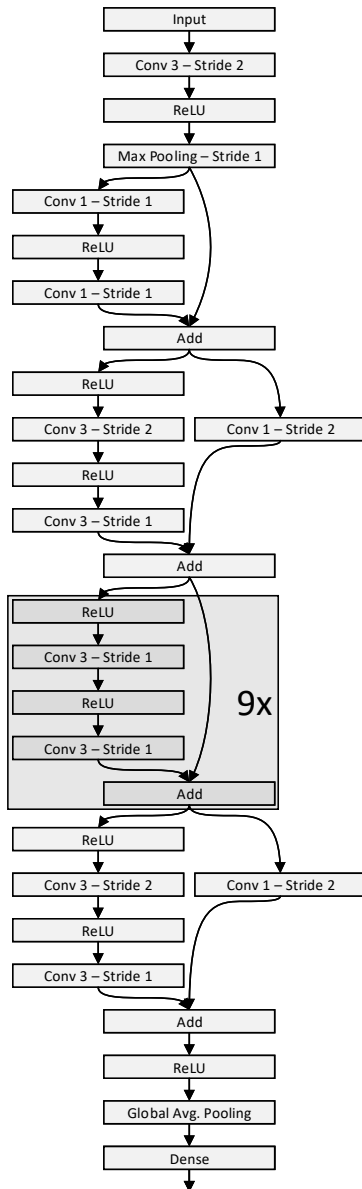 Input
Conv 3 – Stride 2
ReLU
Max Pooling – Stride 1
Conv 1 – Stride 1
ReLU
Conv 1 – Stride 1
Add
ReLU
Conv 3 – Stride 2
Conv 1 – Stride 2
ReLU
Conv 3 – Stride 1
Add
ReLU
Conv 3 – Stride 1
ReLU
9x
Conv 3 – Stride 1
Add
ReLU
Conv 3 – Stride 2
Conv 1 – Stride 2
ReLU
Conv 3 – Stride 1
Add
ReLU
Global Avg. Pooling
Dense